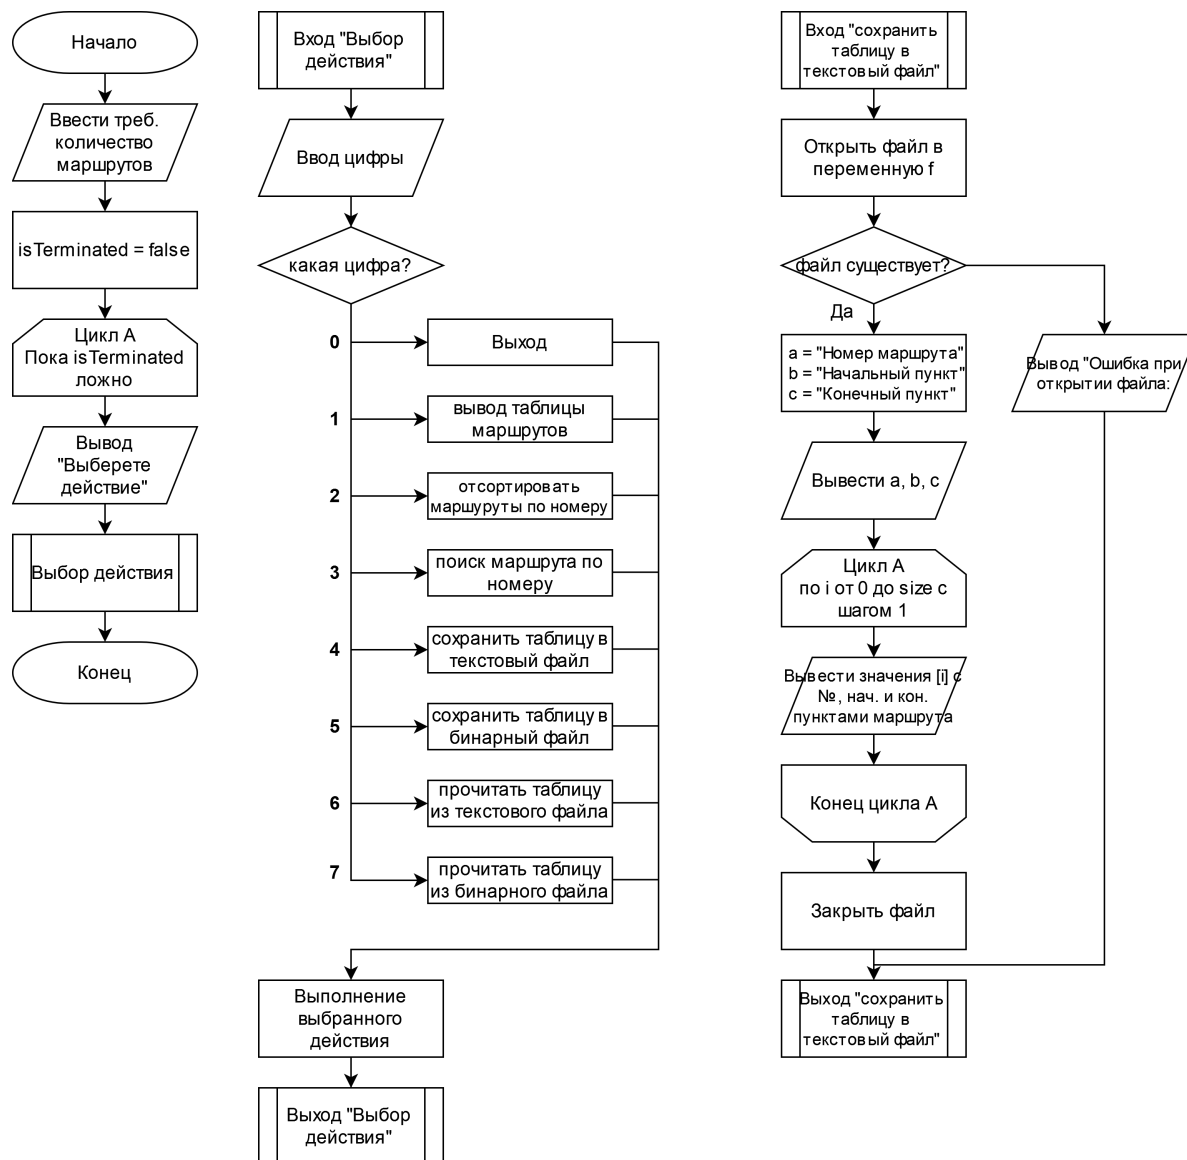 Начало
Ввести треб.
количество
маршрутов
isTerminated = false
Цикл А
Пока isTerminated
ложно
Вывод
"Выберете
действие"
Выбор действия
Конец
Вход "Выбор
действия"
Ввод цифры
какая цифра?
0
Выход
1
вывод таблицы
маршрутов
2
отсортировать
маршуруты по номеру
3
поиск маршрута по
номеру
4
сохранить таблицу в
текстовый файл
5
сохранить таблицу в
бинарный файл
6
прочитать таблицу
из текстового файла
7
прочитать таблицу
из бинарного файла
Выполнение
выбранного
действия
Выход "Выбор
действия"
Вход "сохранить
таблицу в
текстовый файл"
Открыть файл в
переменную f
файл существует?
Да
a = "Номер маршрута"
b = "Начальный пункт"
c = "Конечный пункт"
Вывод "Ошибка при
открытии файла:
Вывести a, b, c
Цикл А
по i от 0 до size с
шагом 1
Вывести значения [i] с
№, нач. и кон.
пунктами маршрута
Конец цикла А
Закрыть файл
Выход "сохранить
таблицу в
текстовый файл"